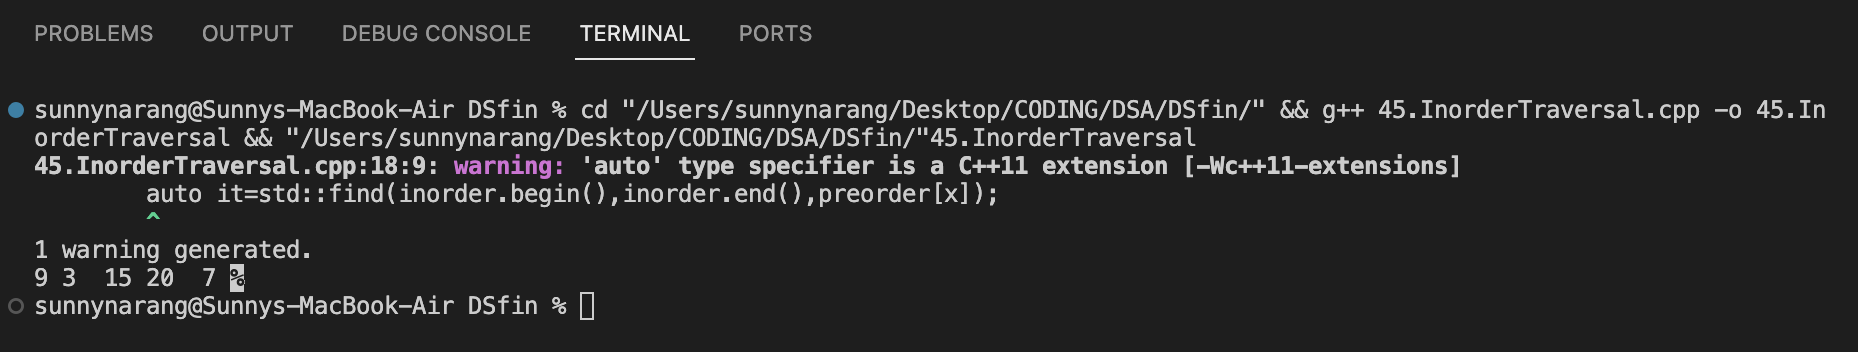 PROBLEMS OUTPUT DEBUG CONSOLE TERMINAL PORTS
sunnynarang@Sunnys-MacBook-Air DSfin % cd "/Users/sunnynarang/Desktop/CODING/DSA/DSfin/" && g++ 45.InorderTraversal.cpp -o 45.In
orderTraversal && "/Users/sunnynarang/Desktop/CODING/DSA/DSfin/"45.InorderTraversal
45.InorderTraversal.cpp:18:9: warning: 'auto' type specifier is a C++11 extension [-Wc++11-extensions]
        auto it=std::find(inorder.begin(),inorder.end(),preorder[x]);
        ^
1 warning generated.
9 3  15 20  7 %
sunnynarang@Sunnys-MacBook-Air DSfin %